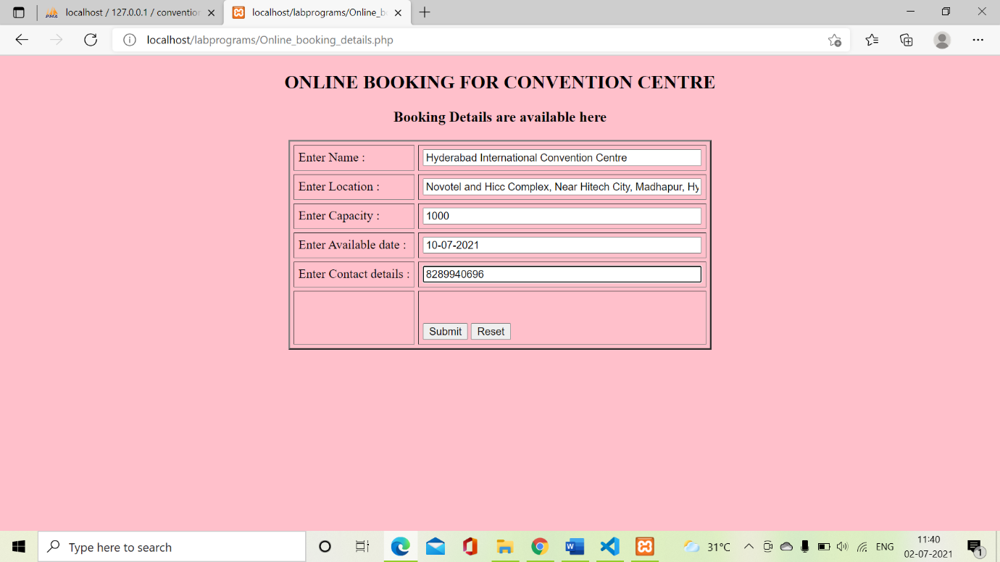 localhost / 127.0.0.1 / convention
localhost/labprograms/Online_bo
localhost/labprograms/Online_booking_details.php
ONLINE BOOKING FOR CONVENTION CENTRE
Booking Details are available here
Enter Name : Hyderabad International Convention Centre
Enter Location : Novotel and Hicc Complex, Near Hitech City, Madhapur, Hy
Enter Capacity : 1000
Enter Available date : 10-07-2021
Enter Contact details : 8289940696
Submit Reset
Type here to search
31°C
ENG
11:40
02-07-2021
1